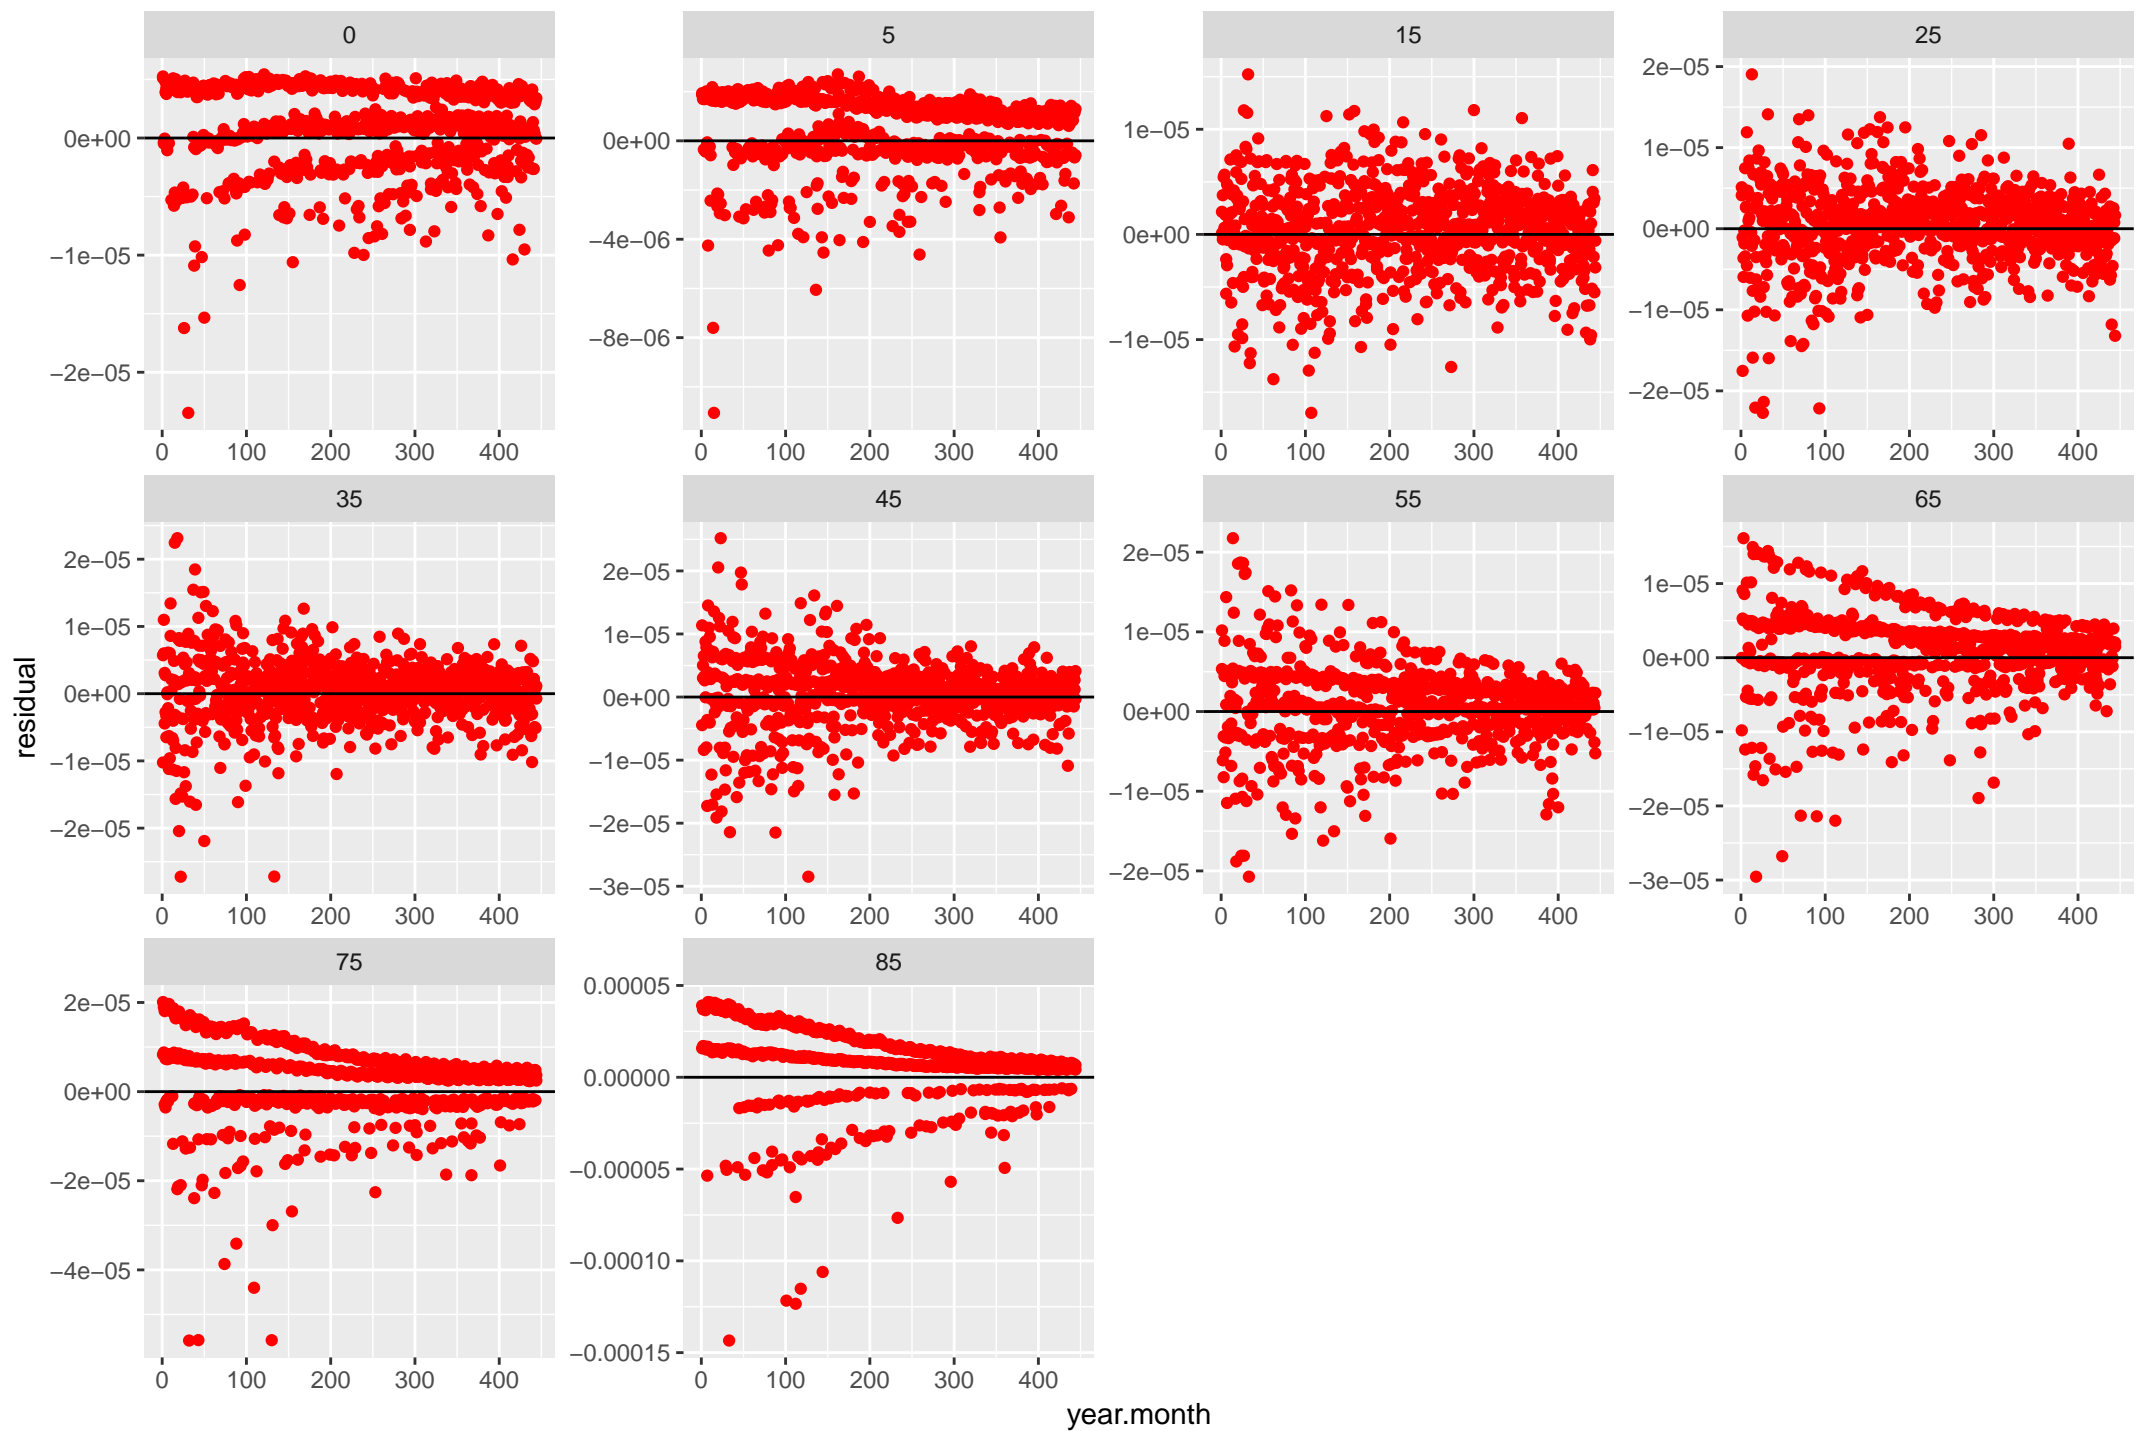 0 5 15 25
2e−05
1e−05
0e+00
−1e−05
−2e−05
0e+00
−1e−05
−2e−05
0e+00
−4e−06
−8e−06
1e−05
0e+00
−1e−05
0 100 200 300 400 0 100 200 300 400 0 100 200 300 400 0 100 200 300 400
35 45 55 65
2e−05
1e−05
0e+00
−1e−05
−2e−05
2e−05
1e−05
0e+00
−1e−05
−2e−05
−3e−05
2e−05
1e−05
0e+00
−1e−05
−2e−05
1e−05
0e+00
−1e−05
−2e−05
−3e−05
0 100 200 300 400 0 100 200 300 400 0 100 200 300 400 0 100 200 300 400
75 85
2e−05
0e+00
−2e−05
−4e−05
0.00005
0.00000
−0.00005
−0.00010
−0.00015
0 100 200 300 400 0 100 200 300 400
residual
year.month